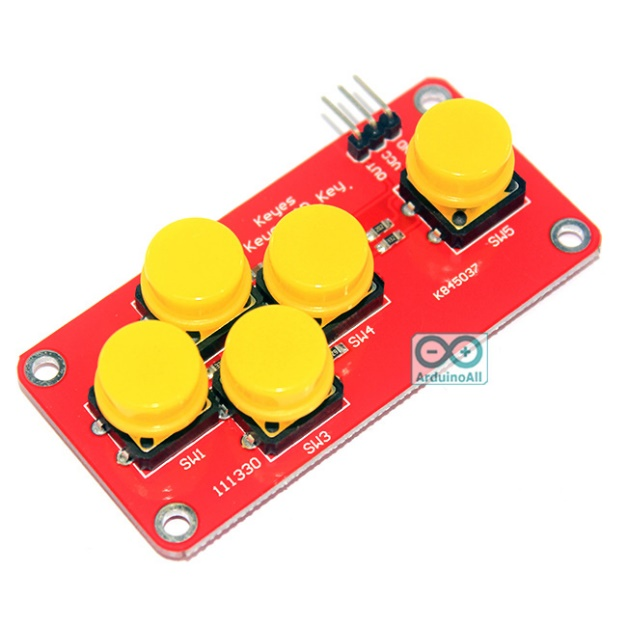 OUT
VCC
Keyes
Key.
SW5
K845037
SW4
ArduinoAll
SW3
SW1
111330